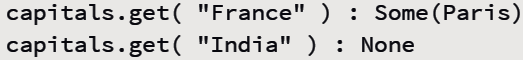 capitals.get( "France" ) : Some(Paris)
capitals.get( "India" ) : None